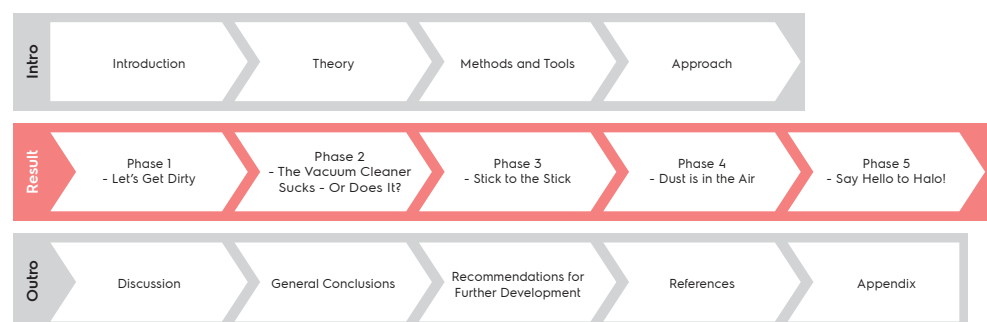 Intro
Introduction
Theory
Methods and Tools
Approach
Result
Phase 1
- Let's Get Dirty
Phase 2
- The Vacuum Cleaner
Sucks - Or Does It?
Phase 3
- Stick to the Stick
Phase 4
- Dust is in the Air
Phase 5
- Say Hello to Halo!
Outro
Discussion
General Conclusions
Recommendations for
Further Development
References
Appendix